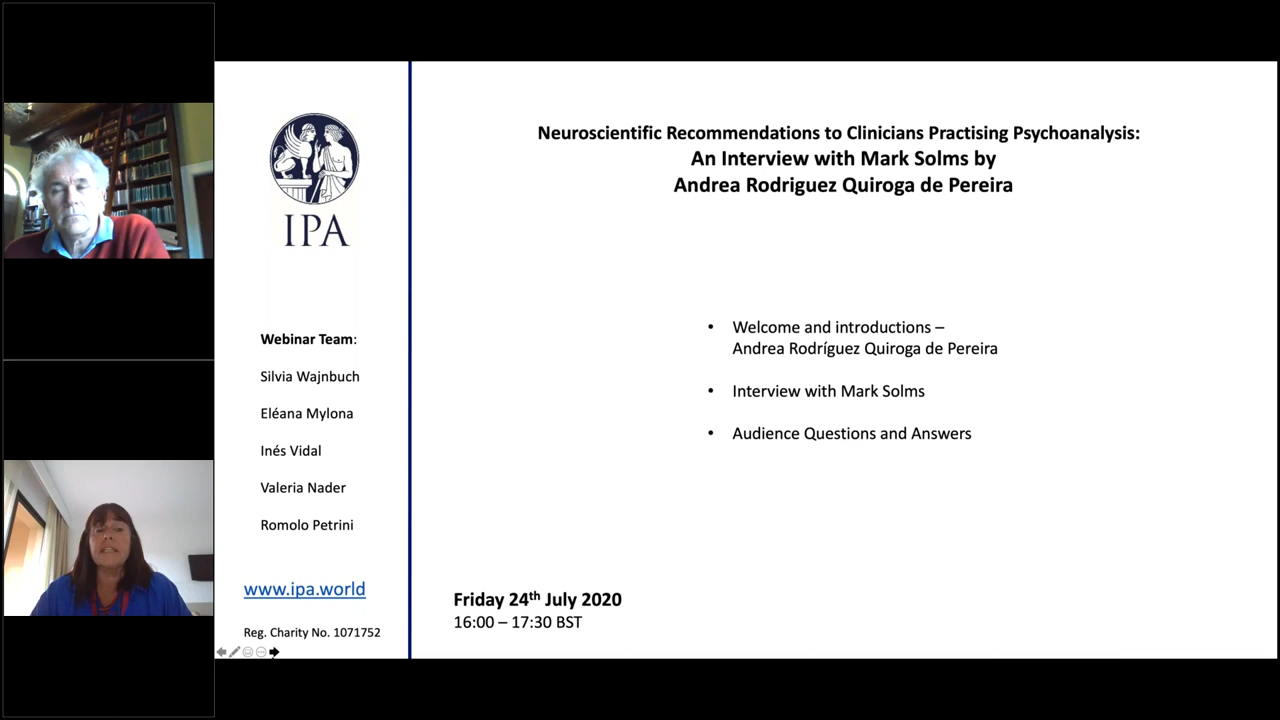 IPA
Webinar Team:
Silvia Wajnbuch
Eléana Mylona
Inés Vidal
Valeria Nader
Romolo Petrini
www.ipa.world
Reg. Charity No. 1071752
Neuroscientific Recommendations to Clinicians Practising Psychoanalysis:
An Interview with Mark Solms by
Andrea Rodriguez Quiroga de Pereira
• Welcome and introductions –
Andrea Rodríguez Quiroga de Pereira
• Interview with Mark Solms
• Audience Questions and Answers
Friday 24th July 2020
16:00 – 17:30 BST